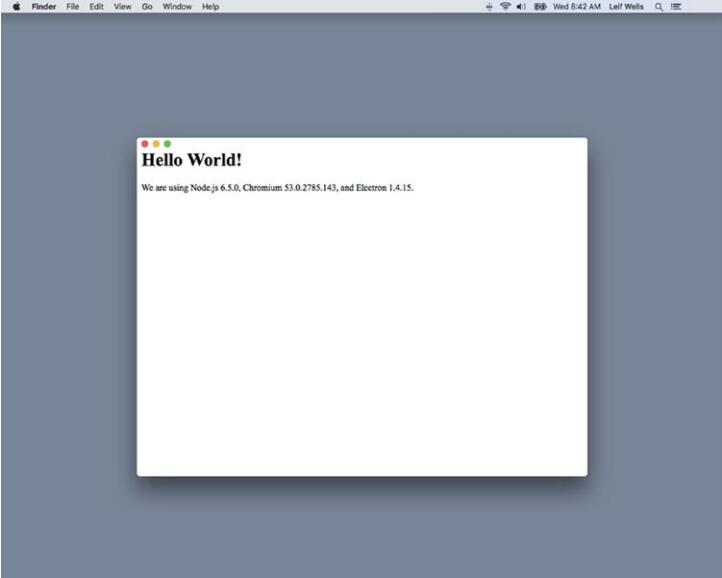 Finder File Edit View Go Window Help Wed 8:42 AM Leif Wells
Hello World!
We are using Node.js 6.5.0, Chromium 53.0.2785.143, and Electron 1.4.15.